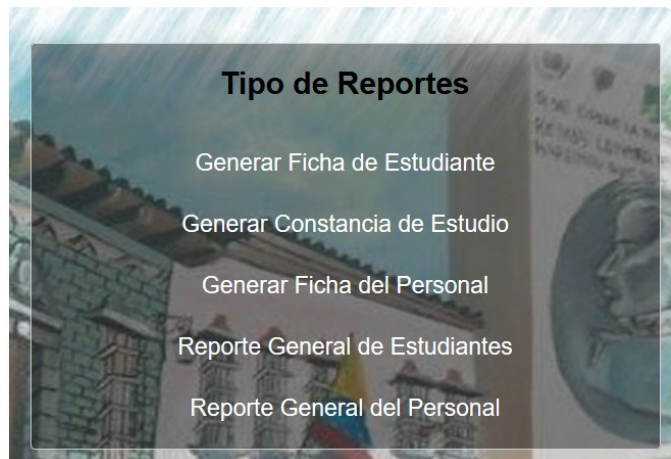 Tipo de Reportes
Generar Ficha de Estudiante
Generar Constancia de Estudio
Generar Ficha del Personal
Reporte General de Estudiantes
Reporte General del Personal